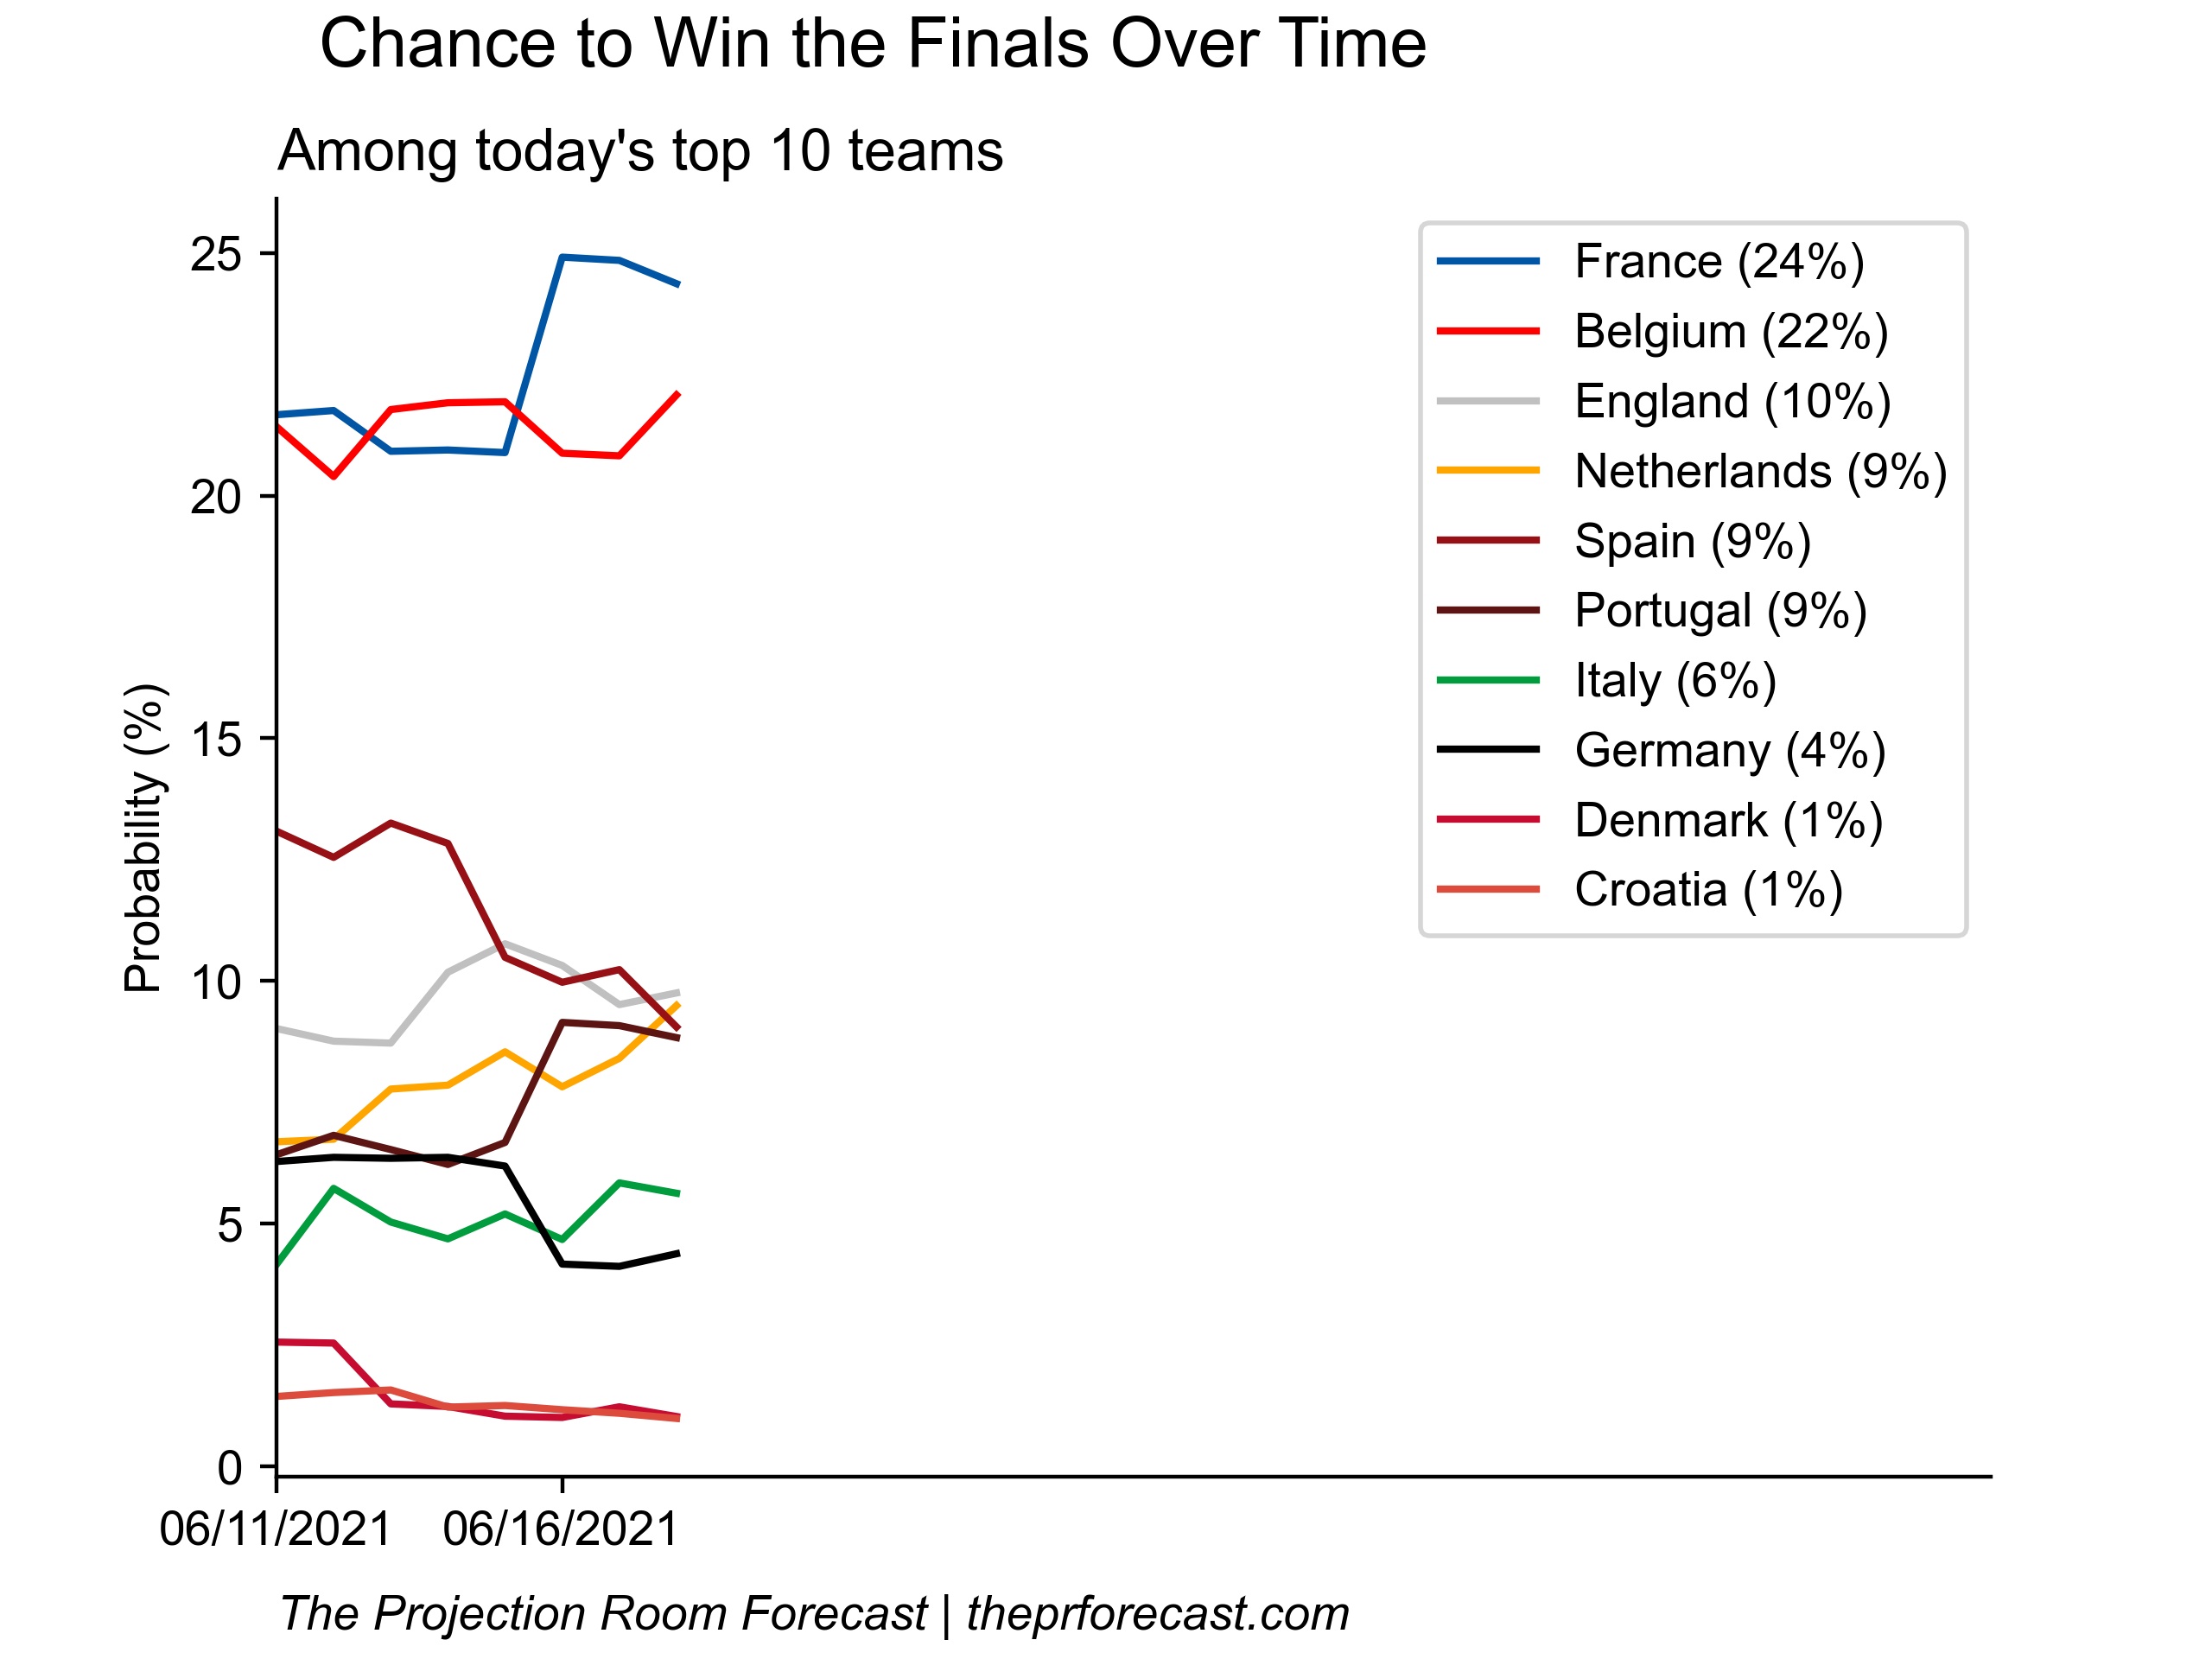 Chance to Win the Finals Over Time
Among today's top 10 teams
Probability (%)
25
20
15
10
5
0
06/11/2021
06/16/2021
France (24%)
Belgium (22%)
England (10%)
Netherlands (9%)
Spain (9%)
Portugal (9%)
Italy (6%)
Germany (4%)
Denmark (1%)
Croatia (1%)
The Projection Room Forecast | theprforecast.com